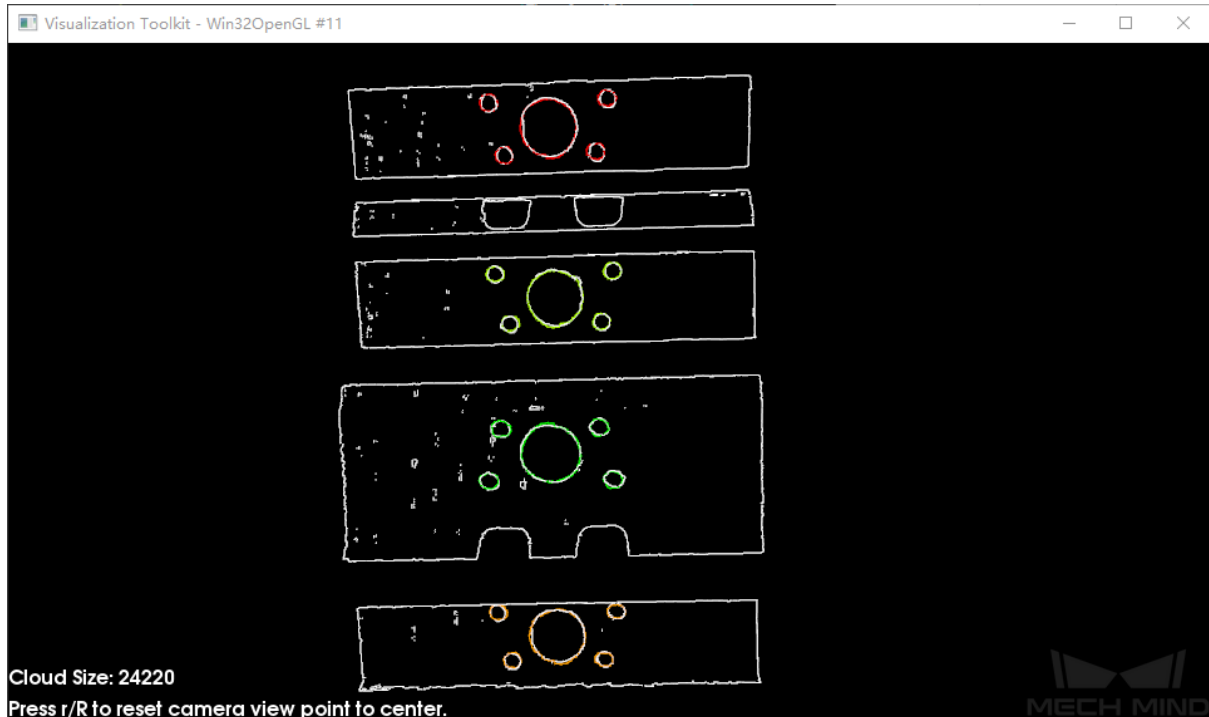 Visualization Toolkit - Win32OpenGL #11
Cloud Size: 24220
Press r/R to reset camera view point to center.
MECH MIND